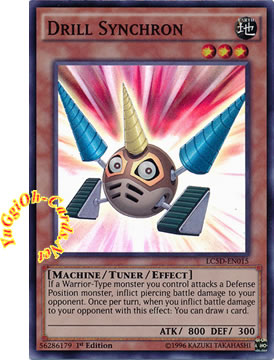 DRILL SYNCHRON
EARTH
地
LC5D-EN015
[MACHINE / TUNER / EFFECT]
If a Warrior-Type monster you control attacks a Defense
Position monster, inflict piercing battle damage to your
opponent. Once per turn, when you inflict battle damage
to your opponent with this effect: You can draw 1 card.
ATK / 800 DEF / 300
56286179 1st Edition ©1996 KAZUKI TAKAHASHI
YuGiOh-Cards.Net